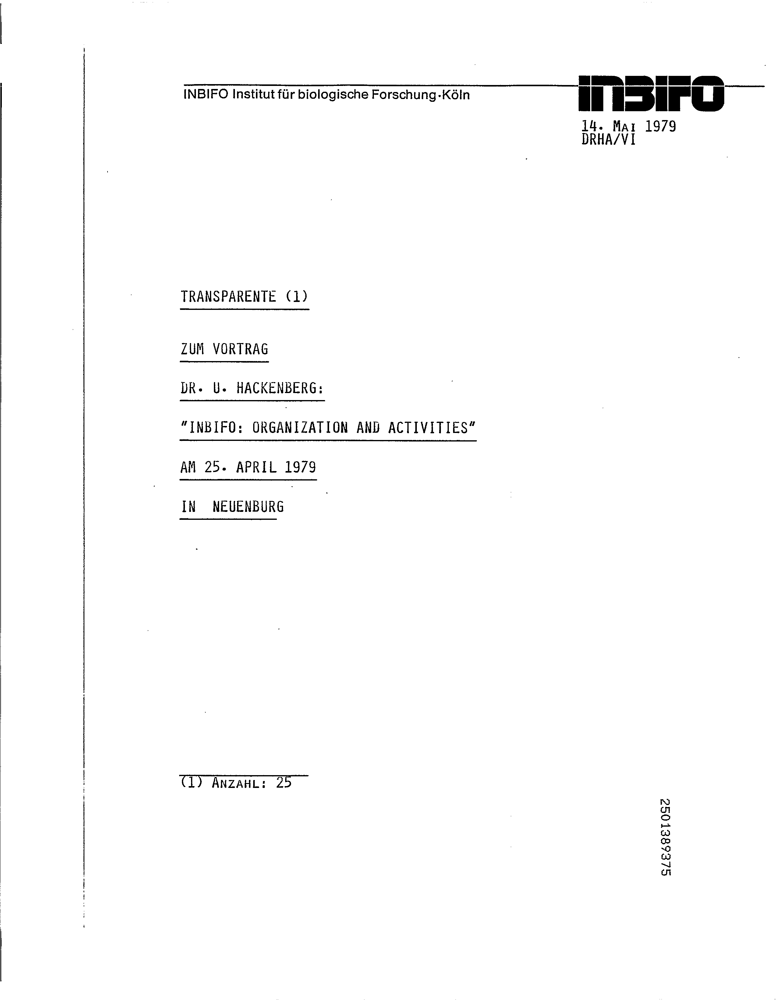 INBIFO Institut für biologische Forschung·Köln
INBIFO
14. MAI 1979
DRHA/VI
TRANSPARENTE (1)
ZUM VORTRAG
DR. U. HACKENBERG:
"INBIFO: ORGANIZATION AND ACTIVITIES"
AM 25. APRIL 1979
IN NEUENBURG
(1) ANZAHL: 25
2501389375